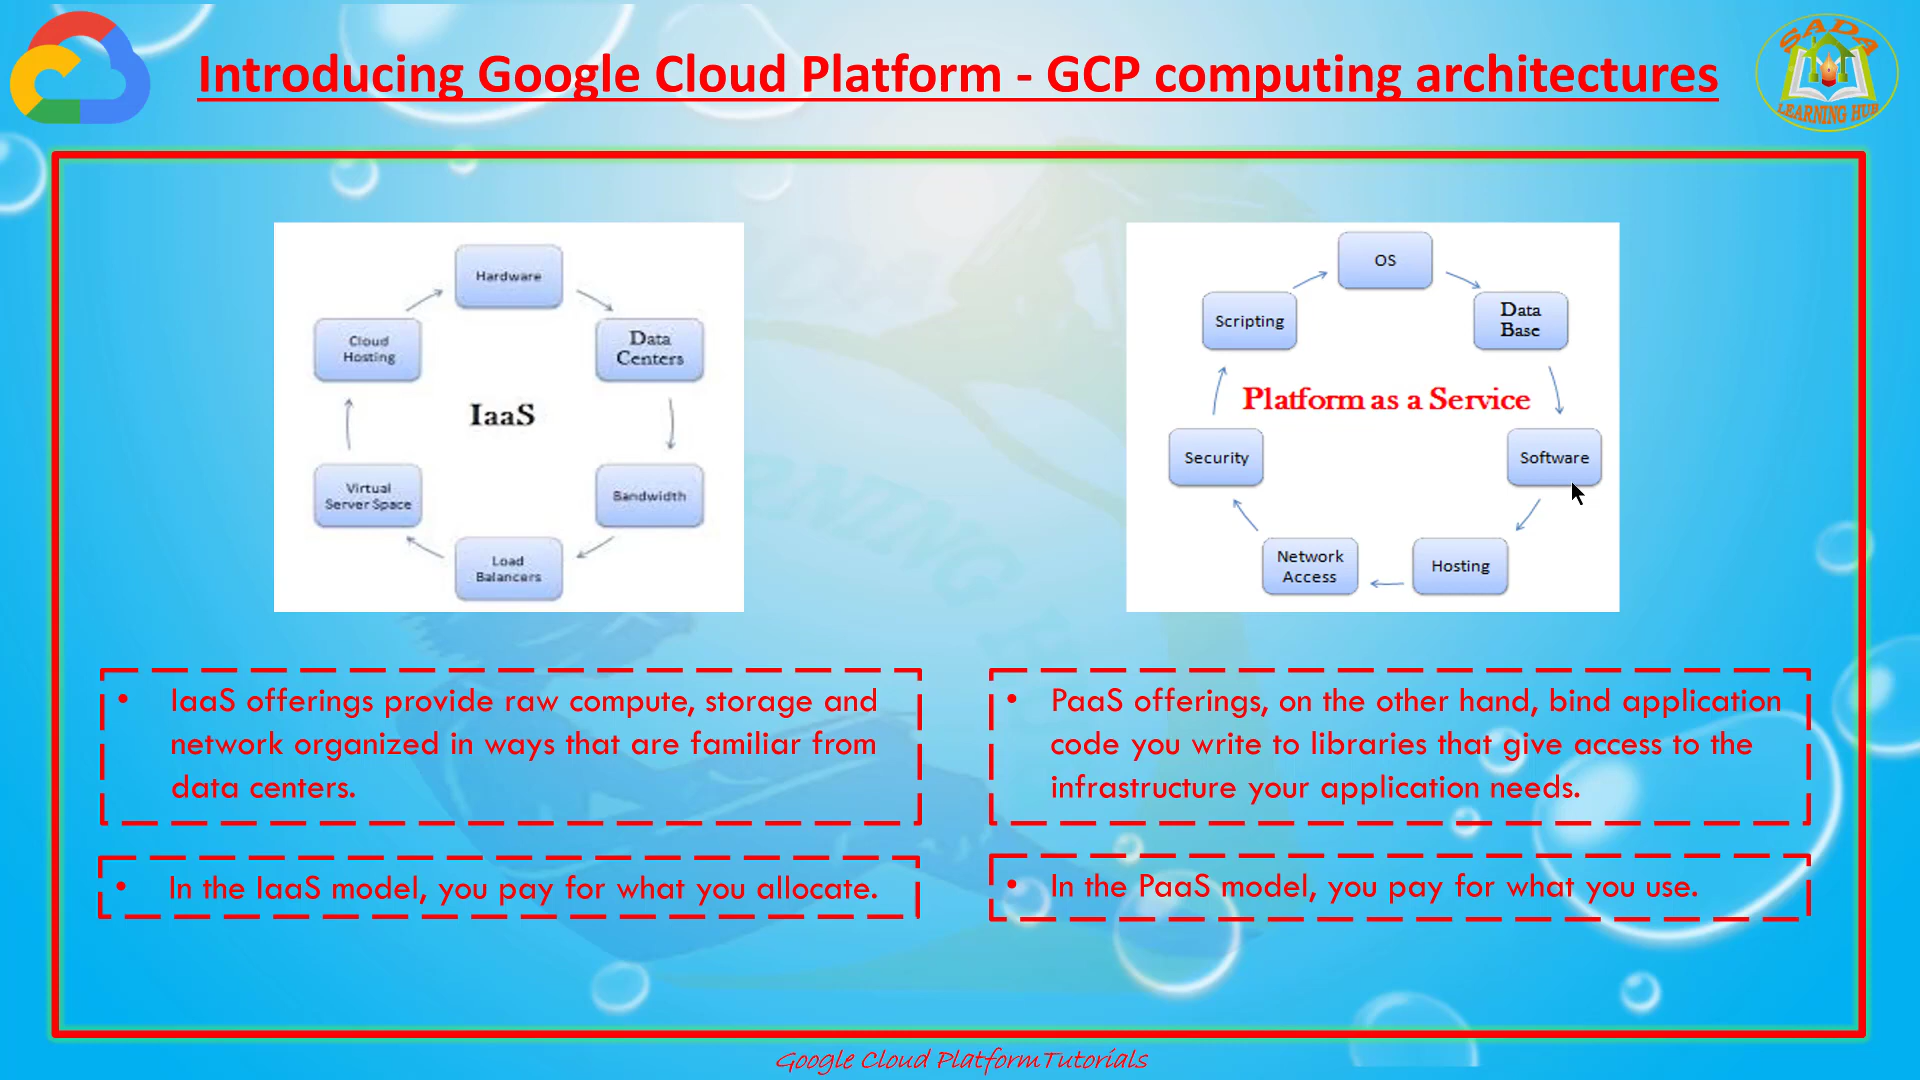 Introducing Google Cloud Platform - GCP computing architectures
SADA
LEARNING HUB
Hardware
Data
Centers
Bandwidth
Load
Balancers
Virtual
Server Space
Cloud
Hosting
IaaS
OS
Data
Base
Software
Hosting
Network
Access
Security
Scripting
Platform as a Service
• IaaS offerings provide raw compute, storage and
network organized in ways that are familiar from
data centers.
• In the IaaS model, you pay for what you allocate.
• PaaS offerings, on the other hand, bind application
code you write to libraries that give access to the
infrastructure your application needs.
• In the PaaS model, you pay for what you use.
Google Cloud Platform Tutorials